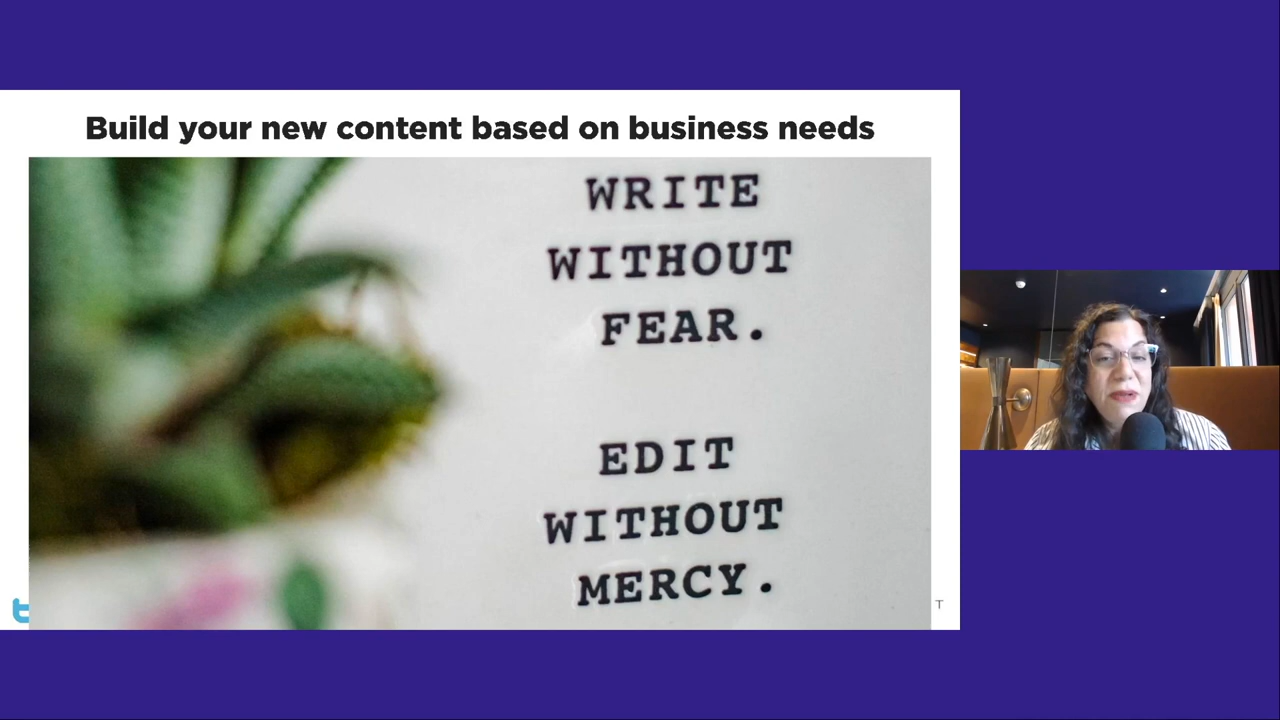 Build your new content based on business needs
WRITE
WITHOUT
FEAR.
EDIT
WITHOUT
MERCY.
T